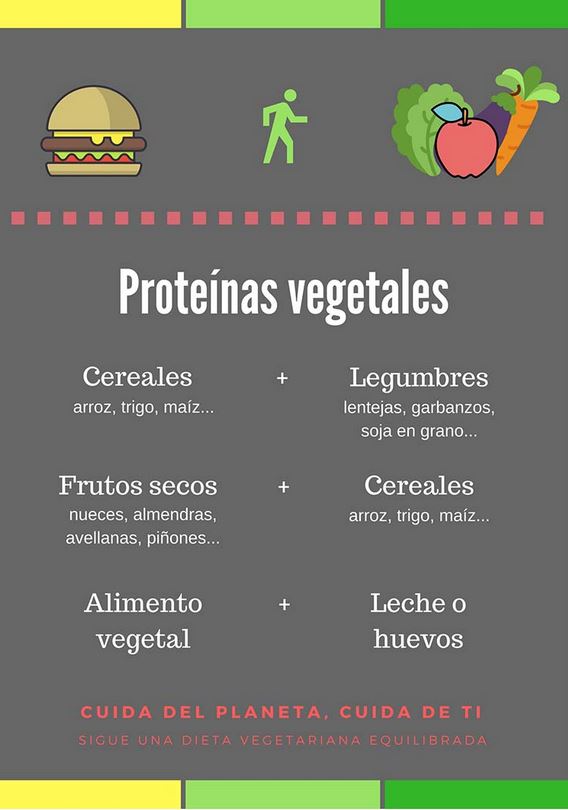 Proteínas vegetales
Cereales + Legumbres
arroz, trigo, maíz... lentejas, garbanzos,
soja en grano...
Frutos secos + Cereales
nueces, almendras, arroz, trigo, maíz...
avellanas, piñones...
Alimento + Leche o
vegetal huevos
CUIDA DEL PLANETA, CUIDA DE TI
SIGUE UNA DIETA VEGETARIANA EQUILIBRADA